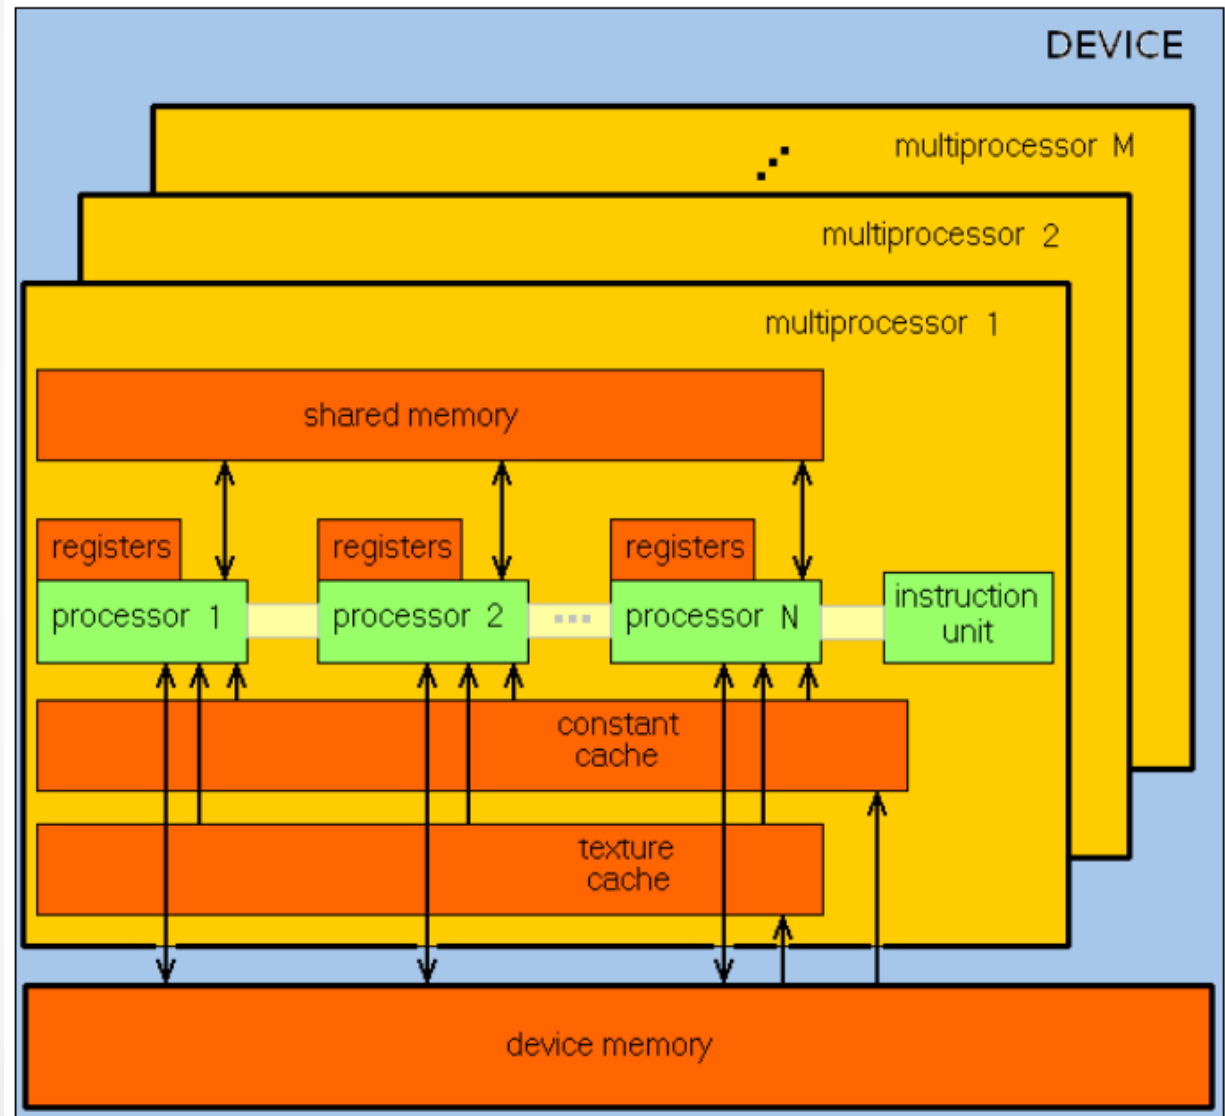 DEVICE
multiprocessor M
multiprocessor 2
multiprocessor 1
shared memory
registers
registers
registers
processor 1
processor 2
processor N
instruction
unit
constant
cache
texture
cache
device memory